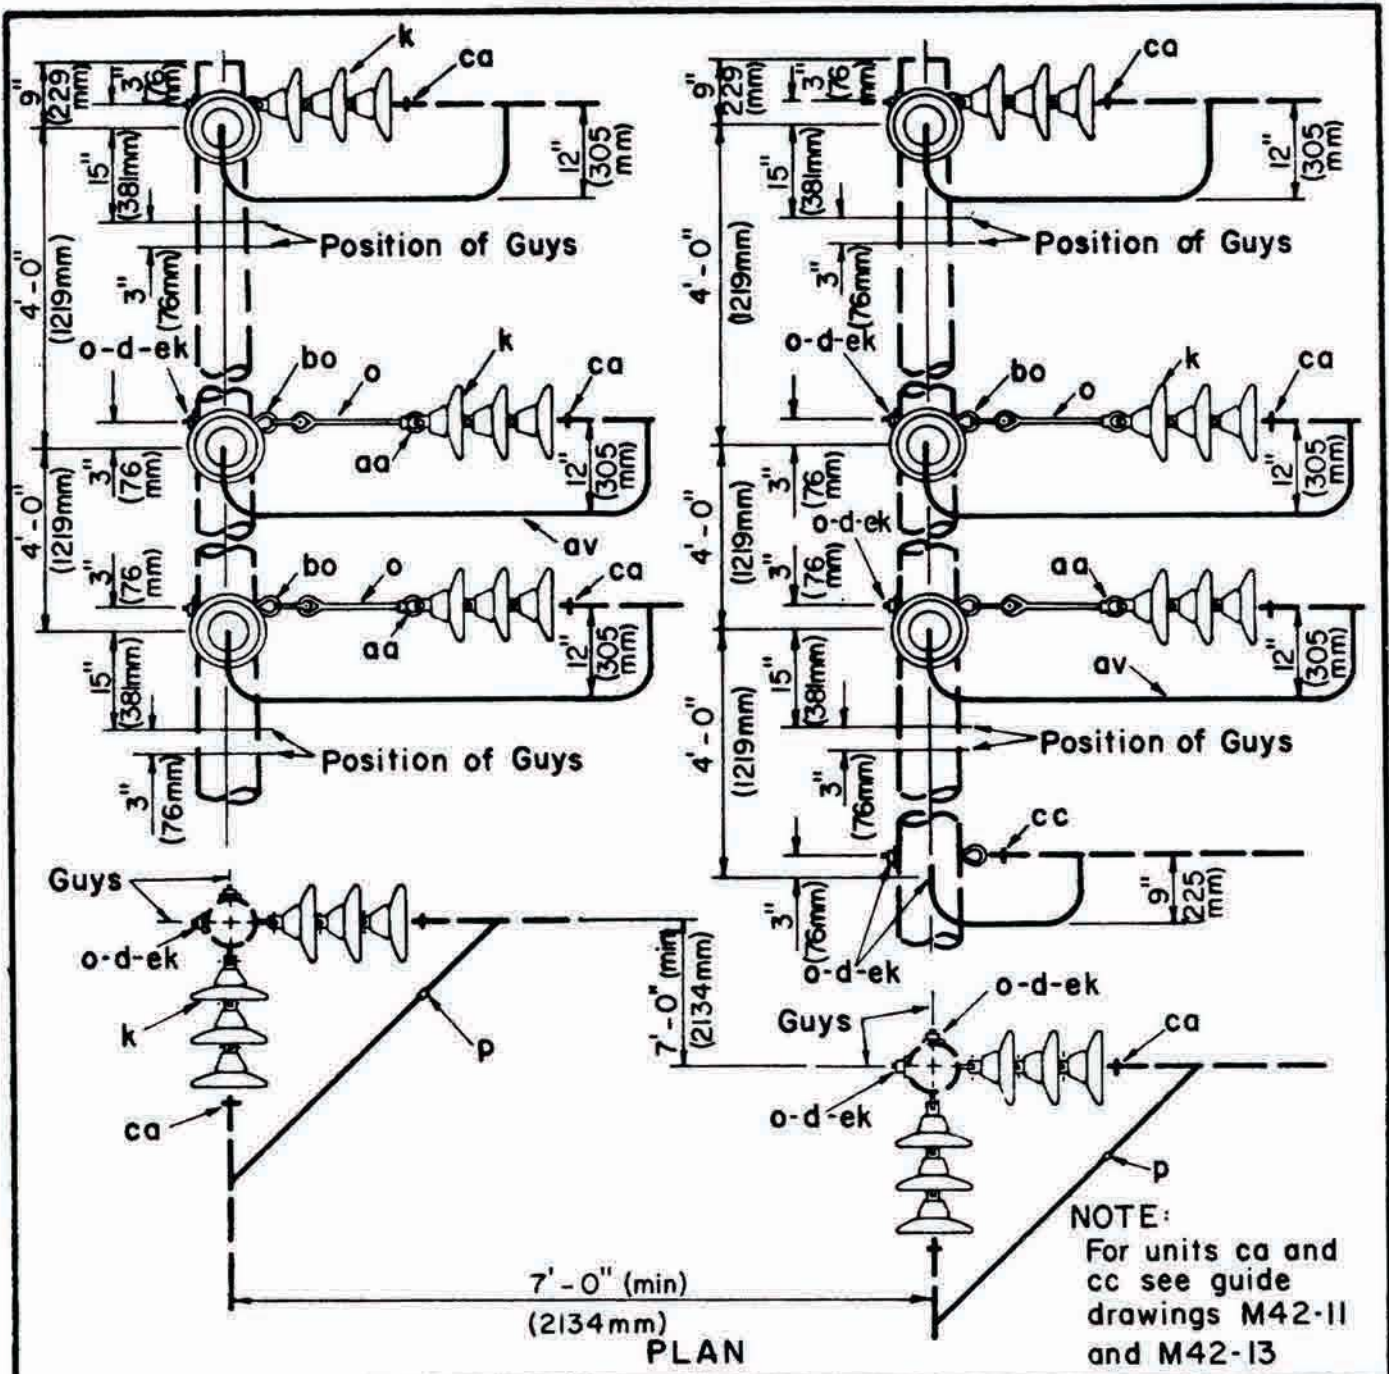 k
ca
9"
(229
mm)
3"
(76
mm)
15"
(381mm)
12"
(305
mm)
Position of Guys
4'-0"
(1219mm)
3"
(76mm)
o-d-ek
bo
o
k
ca
aa
3"
(76
mm)
12"
(305
mm)
av
4'-0"
(1219mm)
3"
(76
mm)
bo
o
ca
aa
12"
(305
mm)
15"
(381mm)
Position of Guys
3"
(76mm)
ca
9"
(229
mm)
3"
(76
mm)
15"
(381mm)
12"
(305
mm)
Position of Guys
4'-0"
(1219mm)
3"
(76mm)
o-d-ek
bo
o
k
ca
3"
(76
mm)
12"
(305
mm)
4'-0"
(1219mm)
o-d-ek
3"
(76
mm)
aa
12"
(305
mm)
15"
(381mm)
av
4'-0"
(1219mm)
Position of Guys
3"
(76mm)
cc
9"
(225
mm)
3"
(76mm)
o-d-ek
Guys
o-d-ek
k
p
ca
7'-0" (min)
(2134mm)
o-d-ek
Guys
ca
o-d-ek
p
7'-0" (min)
(2134mm)
PLAN
NOTE:
For units ca and
cc see guide
drawings M42-11
and M42-13